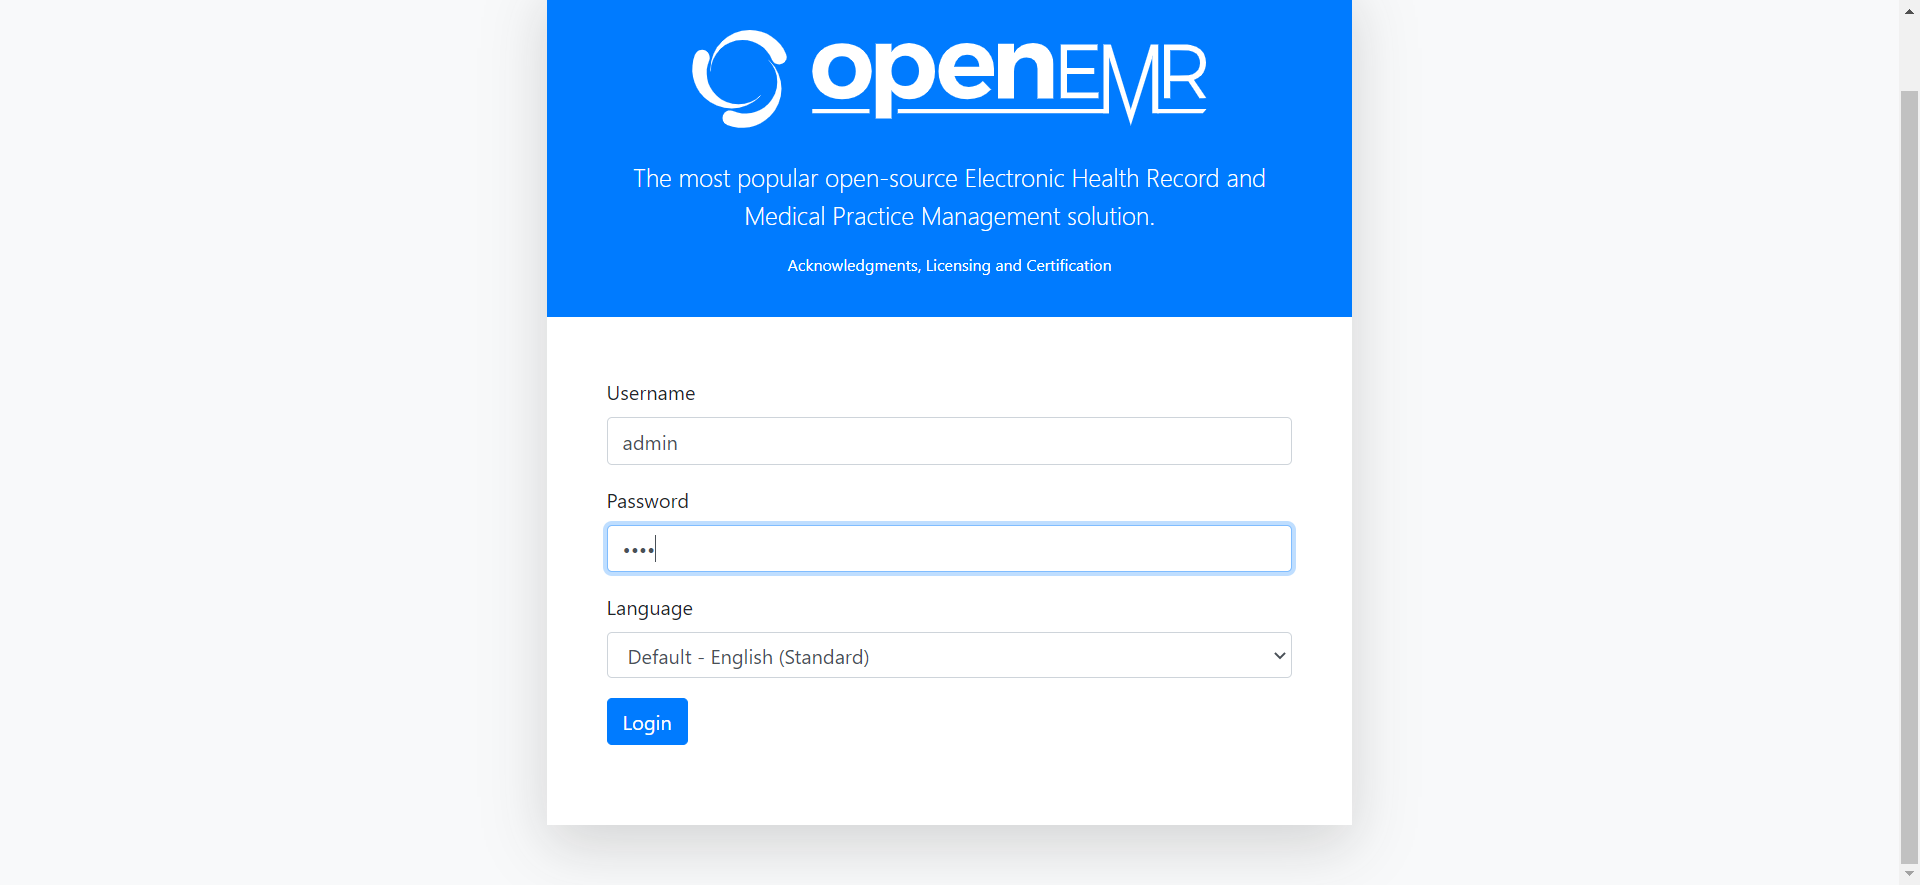 openEMR
The most popular open-source Electronic Health Record and
Medical Practice Management solution.
Acknowledgments, Licensing and Certification
Username
admin
Password
••••
Language
Default - English (Standard)
Login